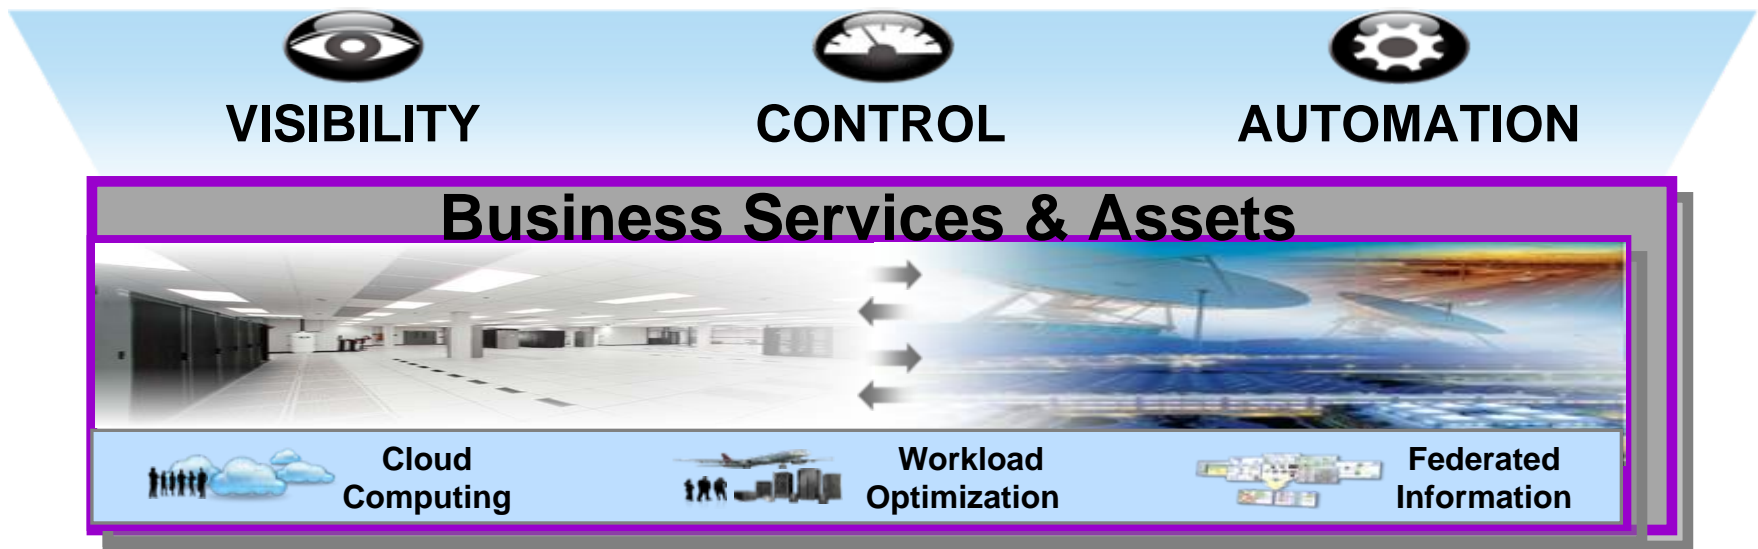 VISIBILITY CONTROL AUTOMATION
Business Services & Assets
Cloud
Computing
Workload
Optimization
Federated
Information